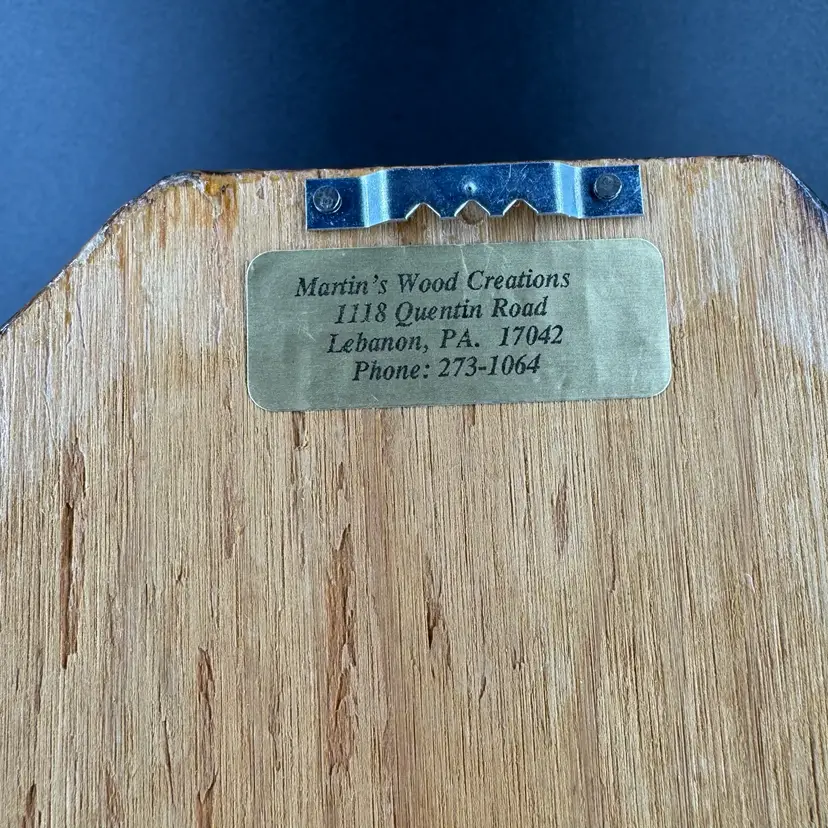 Martin's Wood Creations
1118 Quentin Road
Lebanon, PA. 17042
Phone: 273-1064